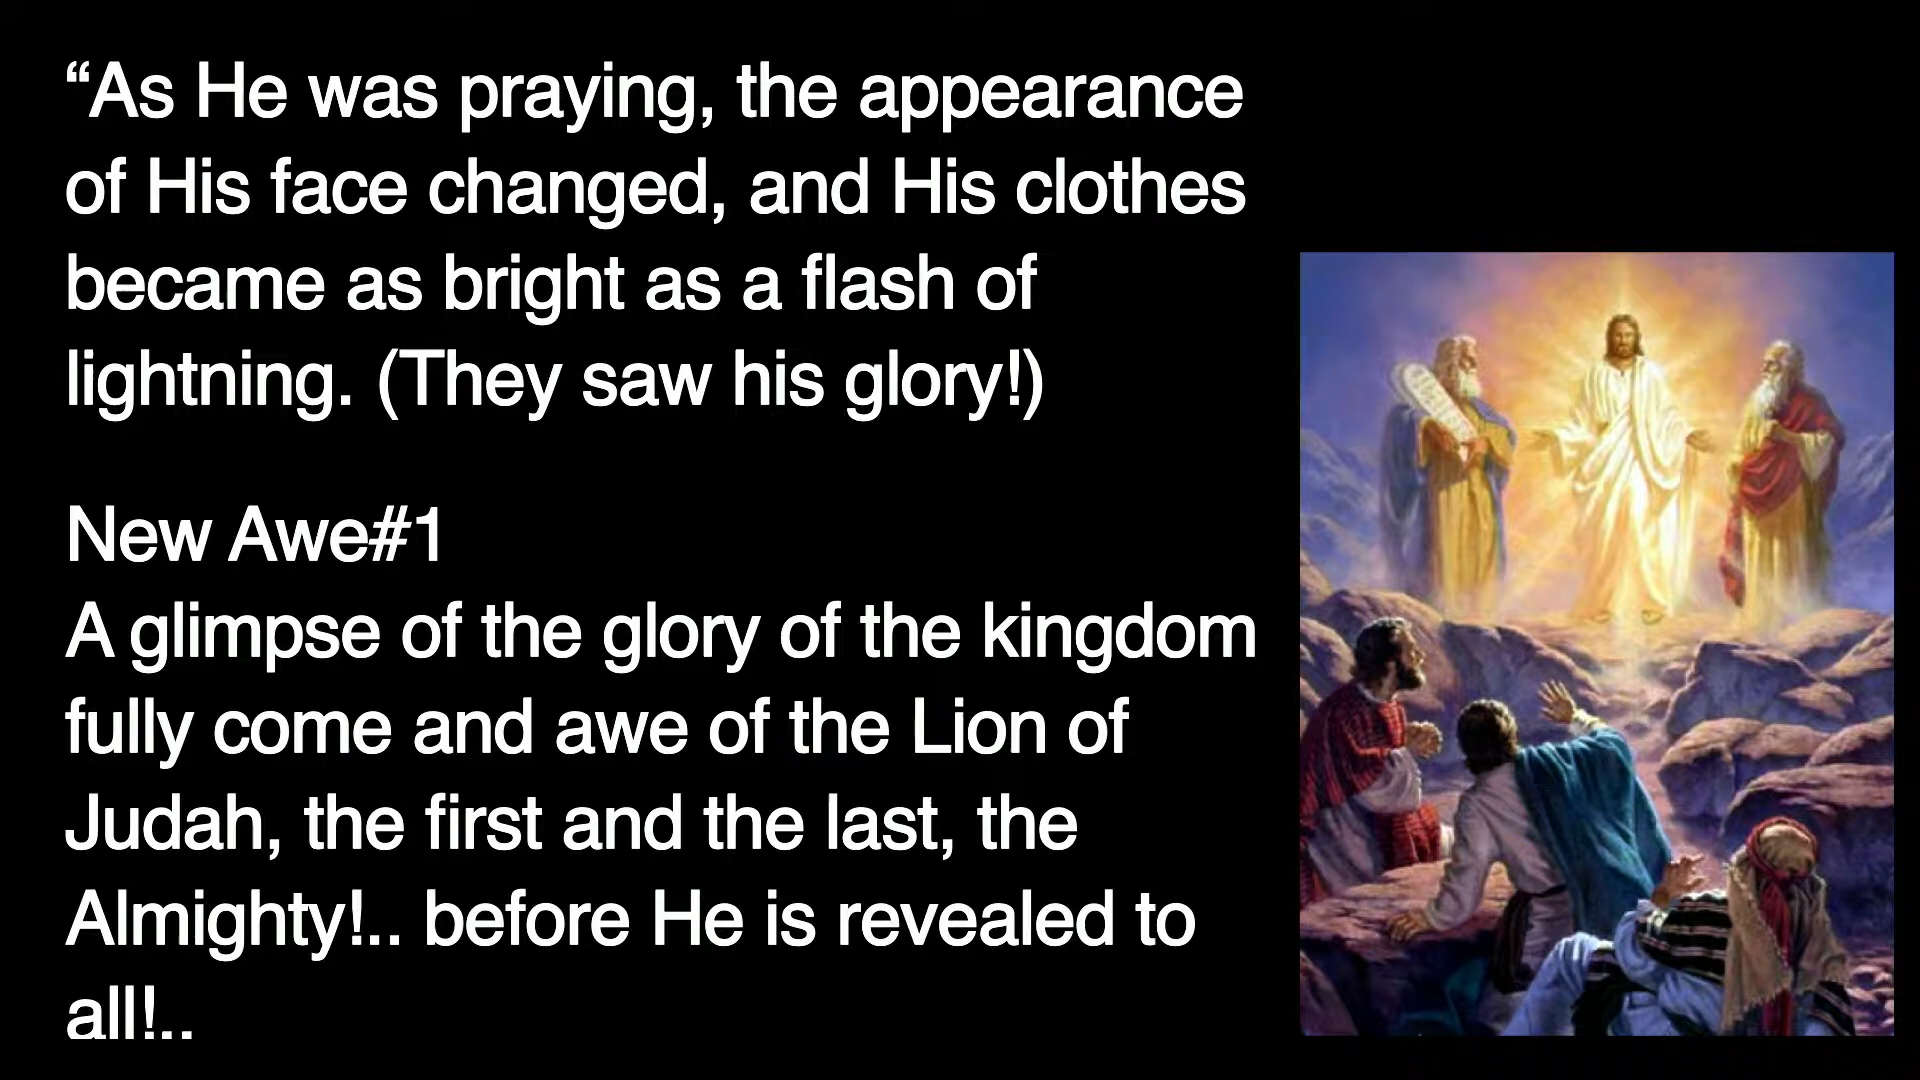 “As He was praying, the appearance
of His face changed, and His clothes
became as bright as a flash of
lightning. (They saw his glory!)
New Awe#1
A glimpse of the glory of the kingdom
fully come and awe of the Lion of
Judah, the first and the last, the
Almighty!.. before He is revealed to
all!..